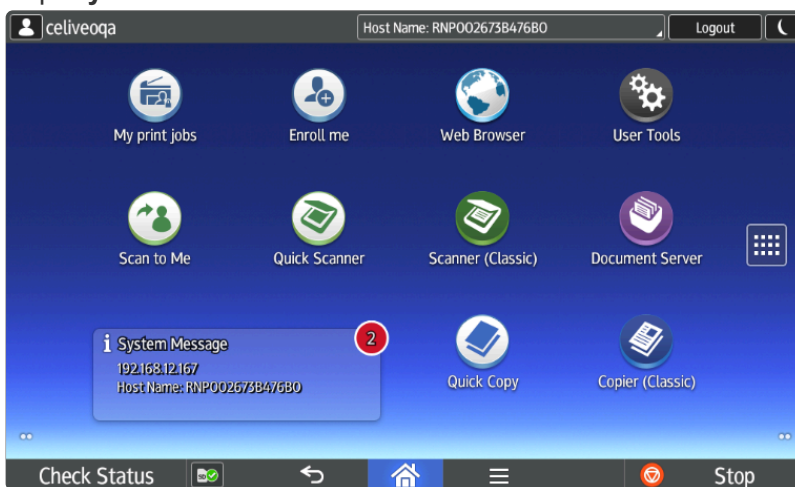 celiveoqa
Host Name: RNP002673B476B0
Logout
My print jobs
Enroll me
Web Browser
User Tools
Scan to Me
Quick Scanner
Scanner (Classic)
Document Server
System Message
2
192.168.12.167
Host Name: RNP002673B476B0
Quick Copy
Copier (Classic)
Check Status
SD
Stop